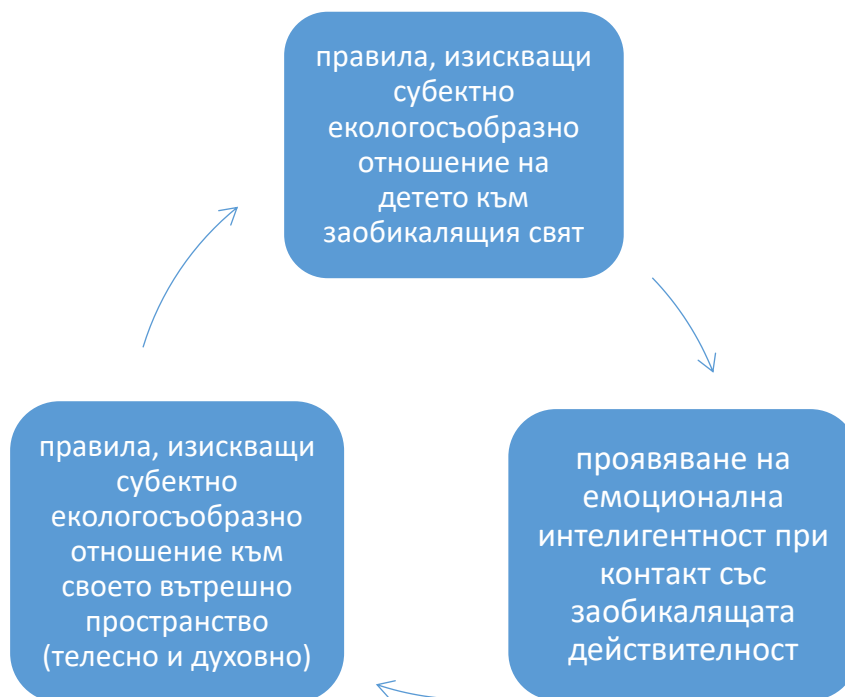 правила, изискващи
субектно
екологосъобразно
отношение на
детето към
заобикалящия свят
проявяване на
емоционална
интелигентност при
контакт със
заобикалящата
действителност
правила, изискващи
субектно
екологосъобразно
отношение към
своето вътрешно
пространство
(телесно и духовно)